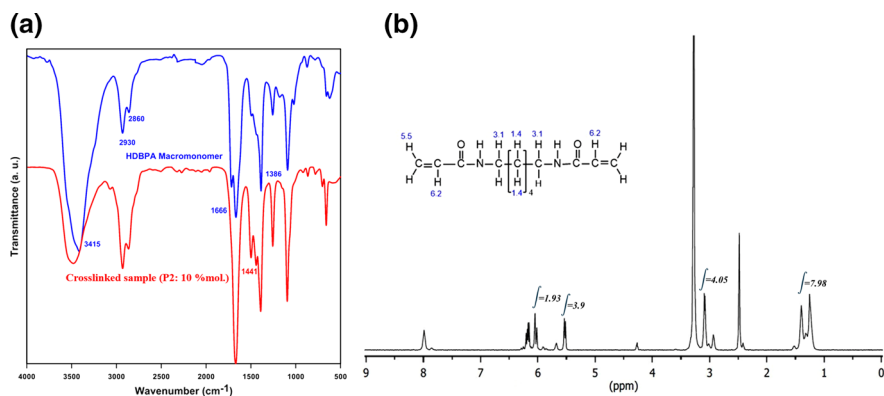 (a)
Transmittance (a. u.)
2860
2930
HDBPA Macromonomer
1386
1666
3415
1441
Crosslinked sample (P2: 10 %mol.)
4000 3500 3000 2500 2000 1500 1000 500
Wavenumber (cm-1)
(b)
5.5 3.1 1.4 3.1 6.2
H O H H H H H O H H
C N C C C N C
H H H H H H
6.2 1.4 4
∫=1.93
∫=3.9
∫=4.05
∫=7.98
9 8 7 6 5 4 3 2 1 0
(ppm)